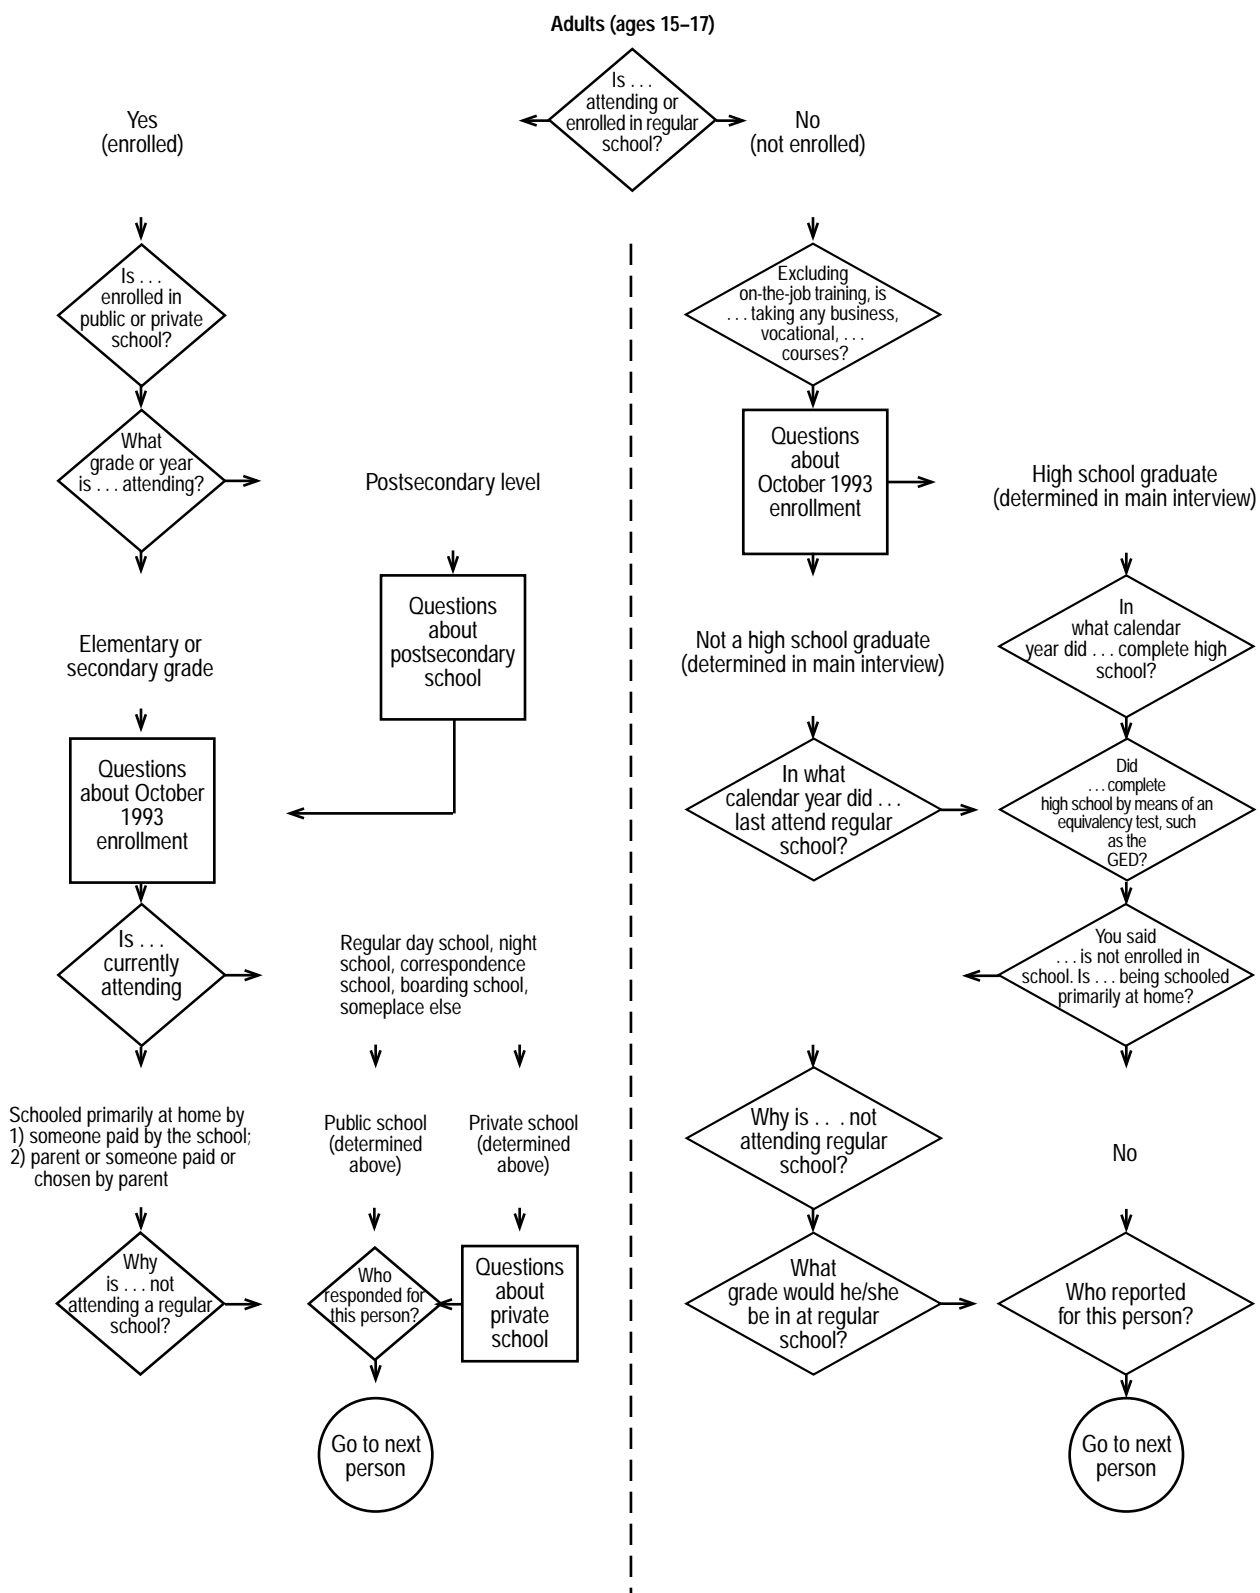 Adults (ages 15–17)
Is . . .
attending or
enrolled in regular
school?
Yes
(enrolled)
No
(not enrolled)
Is . . .
enrolled in
public or private
school?
What
grade or year
is . . . attending?
Postsecondary level
Questions
about
postsecondary
school
Elementary or
secondary grade
Questions
about October
1993
enrollment
Is . . .
currently
attending
Regular day school, night
school, correspondence
school, boarding school,
someplace else
Schooled primarily at home by
1) someone paid by the school;
2) parent or someone paid or
chosen by parent
Public school
(determined
above)
Private school
(determined
above)
Why
is . . . not
attending a regular
school?
Who
responded for
this person?
Questions
about
private
school
Go to next
person
Excluding
on-the-job training, is
. . . taking any business,
vocational, . . .
courses?
Questions
about
October 1993
enrollment
High school graduate
(determined in main interview)
Not a high school graduate
(determined in main interview)
In
what calendar
year did . . . complete high
school?
In what
calendar year did . . .
last attend regular
school?
Did
. . . complete
high school by means of an
equivalency test, such
as the
GED?
You said
. . . is not enrolled in
school. Is . . . being schooled
primarily at home?
Why is . . . not
attending regular
school?
No
What
grade would he/she
be in at regular
school?
Who reported
for this person?
Go to next
person